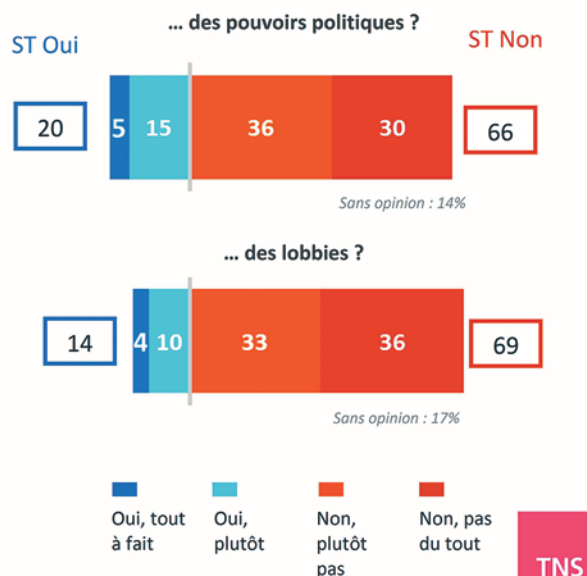 ... des pouvoirs politiques ?
ST Oui
ST Non
20
5
15
36
30
66
Sans opinion : 14%
... des lobbies ?
14
4
10
33
36
69
Sans opinion : 17%
Oui, tout
à fait
Oui,
plutôt
Non,
plutôt
pas
Non, pas
du tout
TNS